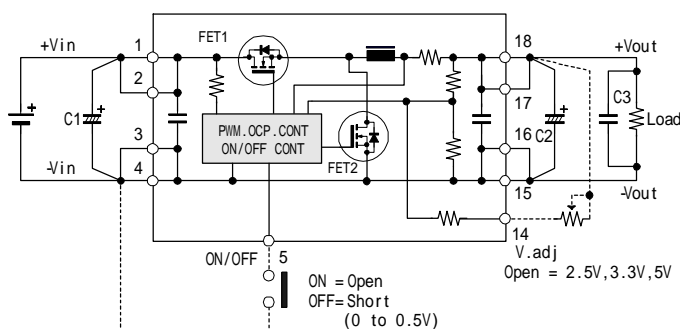 FET1
+Vin
1
18
+Vout
2
17
C1
+
+
+
C2
C3
Load
PWM.OCP.CONT
ON/OFF CONT
3
16
FET2
-Vin
4
15
-Vout
14
V.adj
ON/OFF
5
Open = 2.5V,3.3V,5V
ON =Open
OFF=Short
(0 to 0.5V)